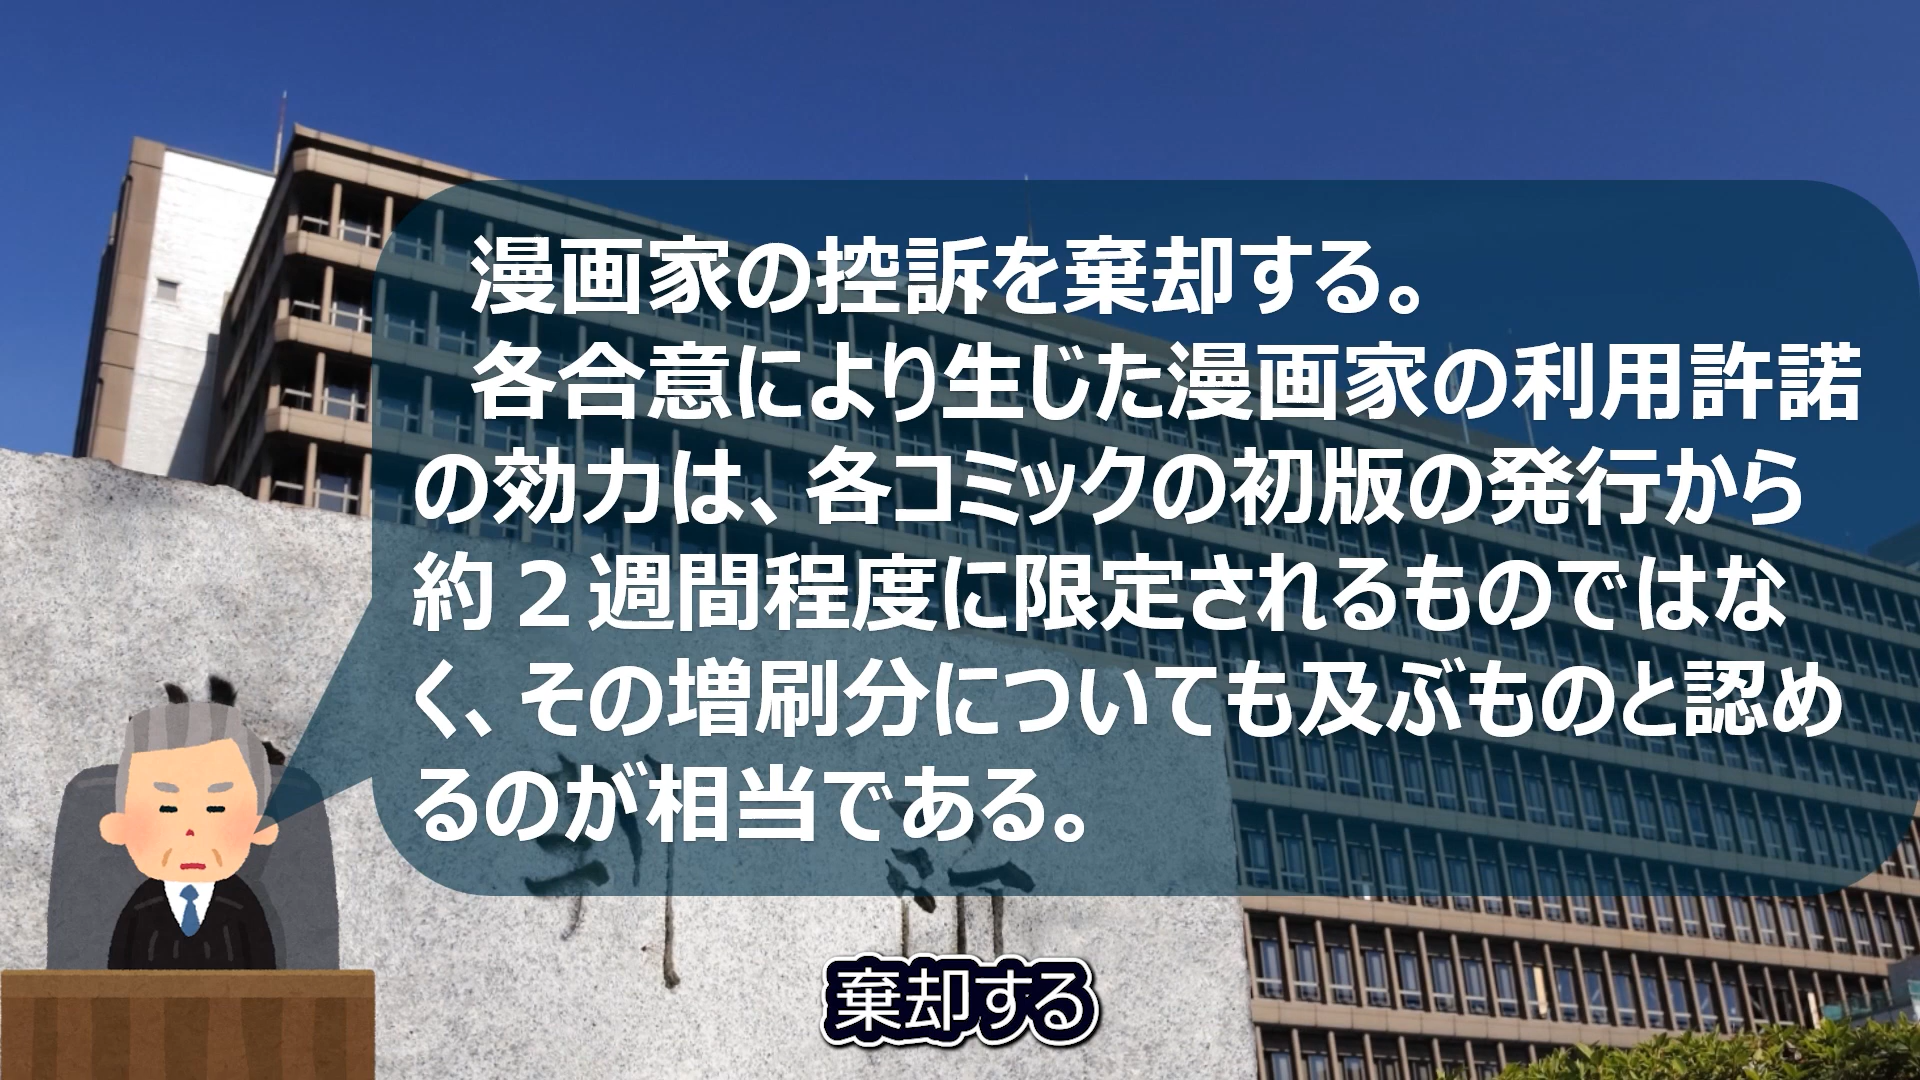 漫画家の控訴を棄却する。
各合意により生じた漫画家の利用許諾
の効力は、各コミックの初版の発行から
約２週間程度に限定されるものではな
く、その増刷分についても及ぶものと認め
るのが相当である。
棄却する